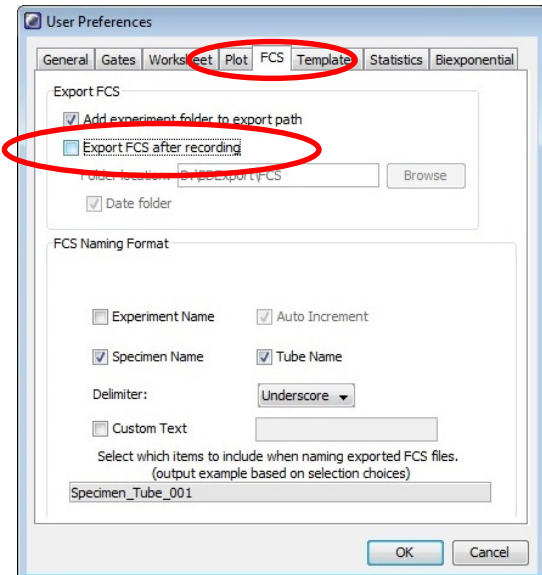 User Preferences
General Gates Worksheet Plot FCS Template Statistics Biexponential
Export FCS
Add experiment folder to export path
Export FCS after recording
Folder location: D:\BDExport\FCS Browse
Date folder
FCS Naming Format
Experiment Name Auto Increment
Specimen Name Tube Name
Delimiter: Underscore
Custom Text
Select which items to include when naming exported FCS files.
(output example based on selection choices)
Specimen_Tube_001
OK Cancel